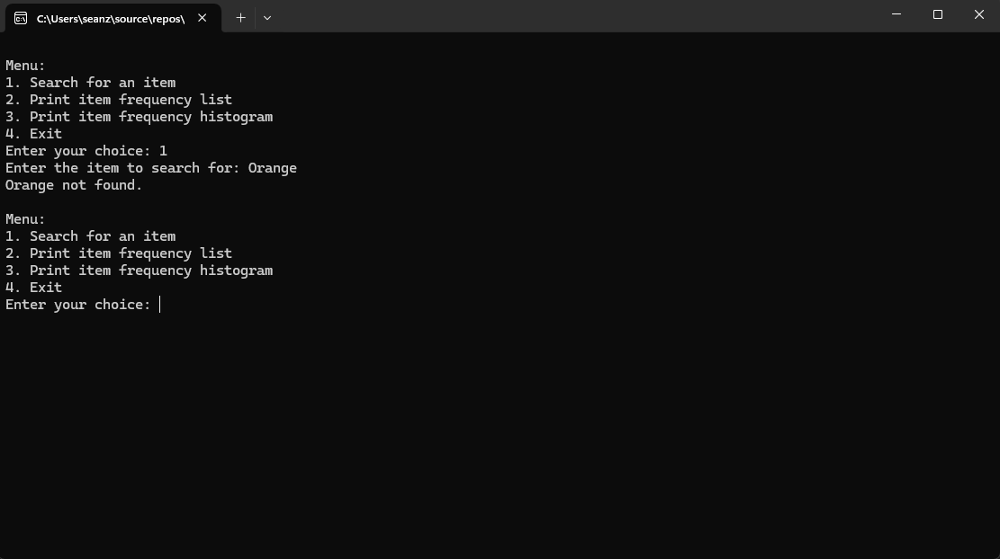 C:\Users\seanz\source\repos\
Menu:
1. Search for an item
2. Print item frequency list
3. Print item frequency histogram
4. Exit
Enter your choice: 1
Enter the item to search for: Orange
Orange not found.
Menu:
1. Search for an item
2. Print item frequency list
3. Print item frequency histogram
4. Exit
Enter your choice: